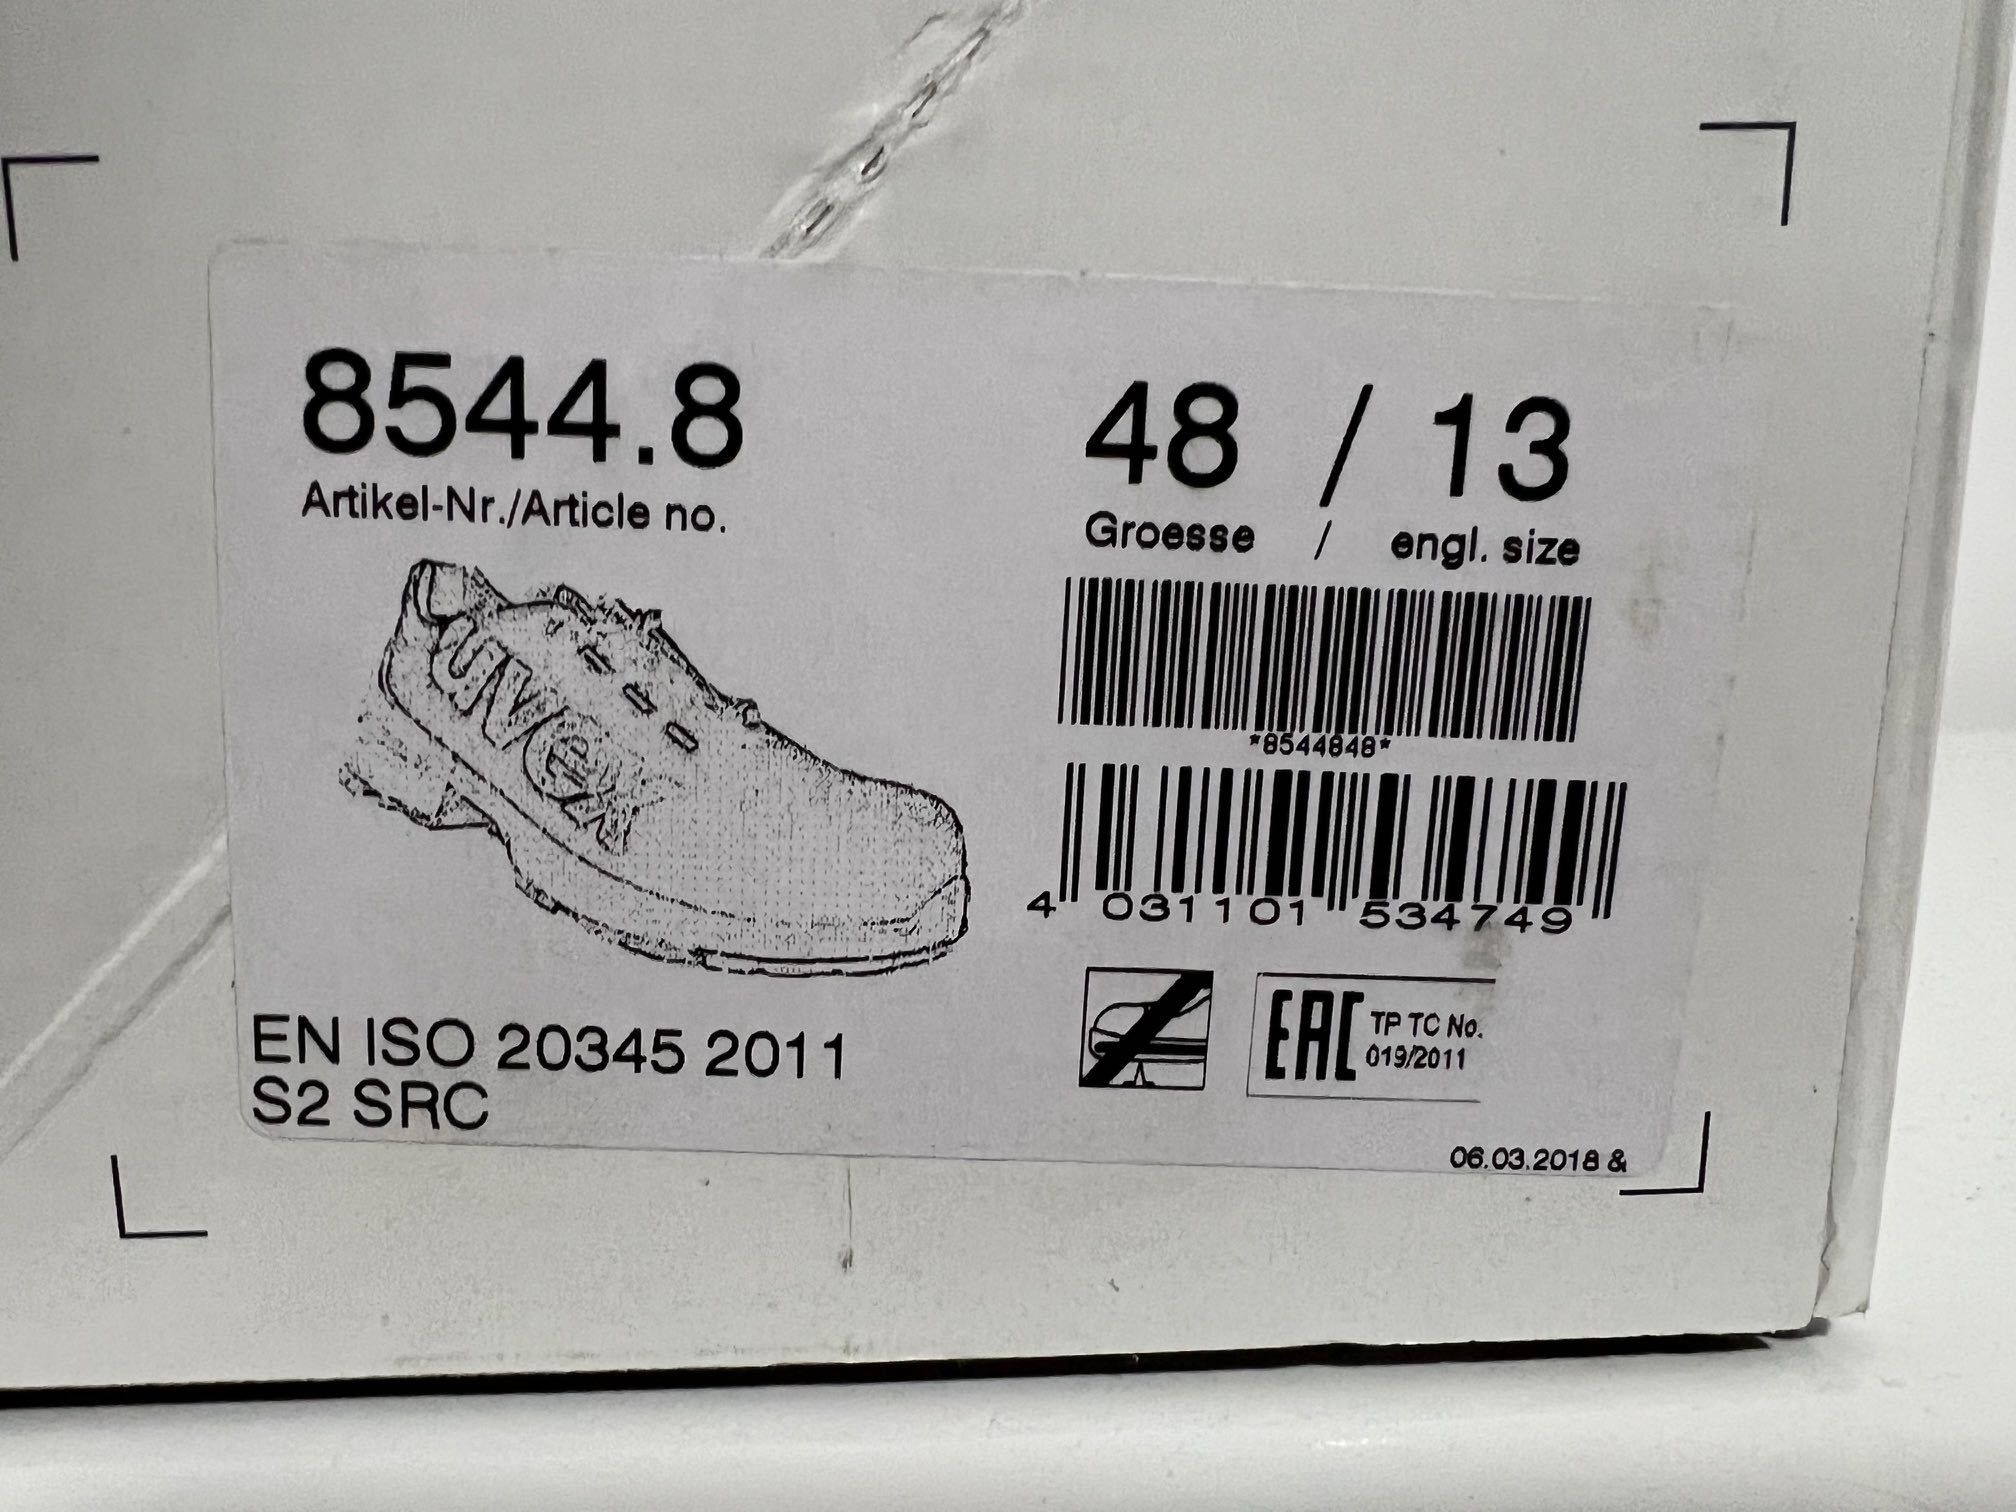 8544.8
Artikel-Nr./Article no.
48 / 13
Groesse / engl. size
*8544848*
4 031101 534749
uvex
EN ISO 20345 2011
S2 SRC
EAC TP TC No.
019/2011
06.03.2018 &